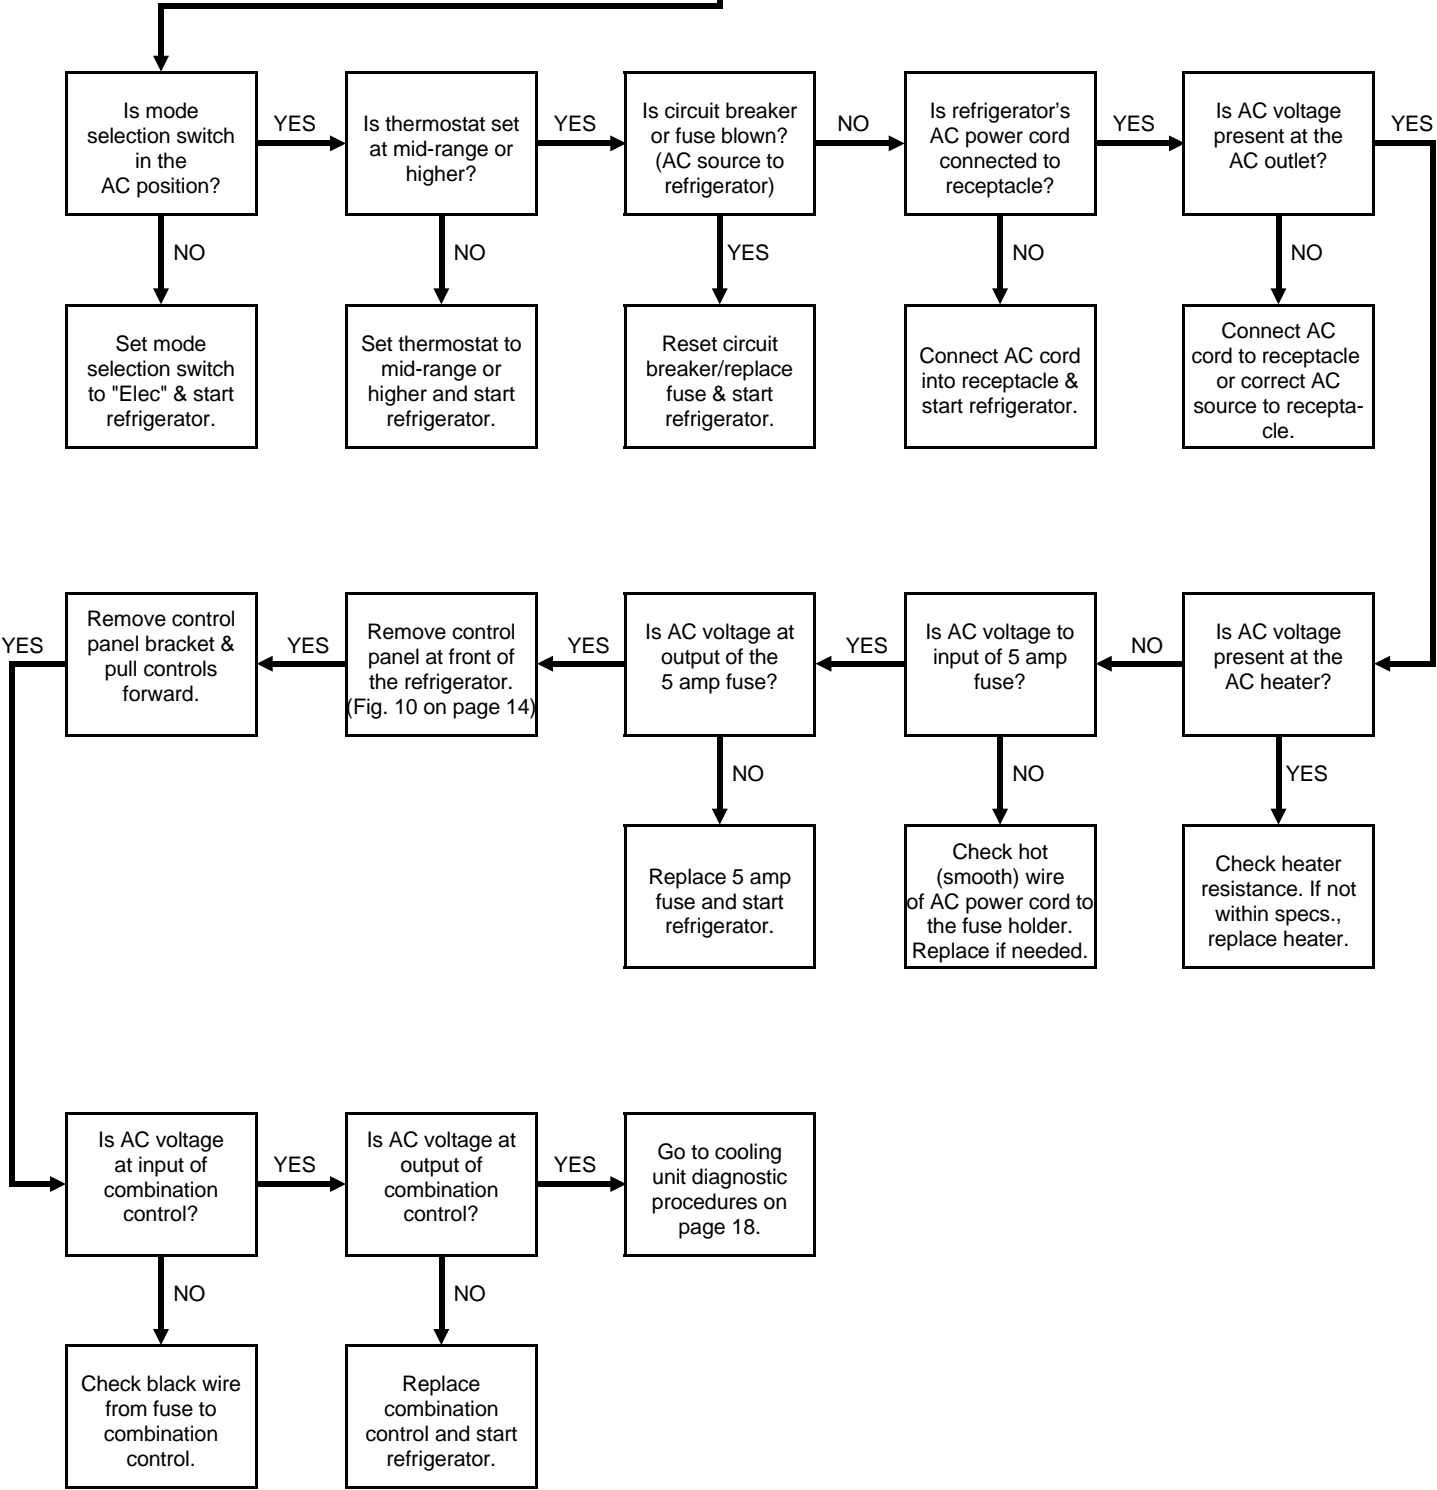 Is mode
selection switch
in the
AC position?
YES
Is thermostat set
at mid-range or
higher?
YES
Is circuit breaker
or fuse blown?
(AC source to
refrigerator)
NO
Is refrigerator’s
AC power cord
connected to
receptacle?
YES
Is AC voltage
present at the
AC outlet?
YES
NO
NO
YES
NO
NO
Set mode
selection switch
to "Elec" & start
refrigerator.
Set thermostat to
mid-range or
higher and start
refrigerator.
Reset circuit
breaker/replace
fuse & start
refrigerator.
Connect AC cord
into receptacle &
start refrigerator.
Connect AC
cord to receptacle
or correct AC
source to recepta-
cle.
YES
Remove control
panel bracket &
pull controls
forward.
YES
Remove control
panel at front of
the refrigerator.
(Fig. 10 on page 14)
YES
Is AC voltage at
output of the
5 amp fuse?
YES
Is AC voltage to
input of 5 amp
fuse?
NO
Is AC voltage
present at the
AC heater?
NO
NO
YES
Replace 5 amp
fuse and start
refrigerator.
Check hot
(smooth) wire
of AC power cord to
the fuse holder.
Replace if needed.
Check heater
resistance. If not
within specs.,
replace heater.
Is AC voltage
at input of
combination
control?
YES
Is AC voltage at
output of
combination
control?
YES
Go to cooling
unit diagnostic
procedures on
page 18.
NO
NO
Check black wire
from fuse to
combination
control.
Replace
combination
control and start
refrigerator.